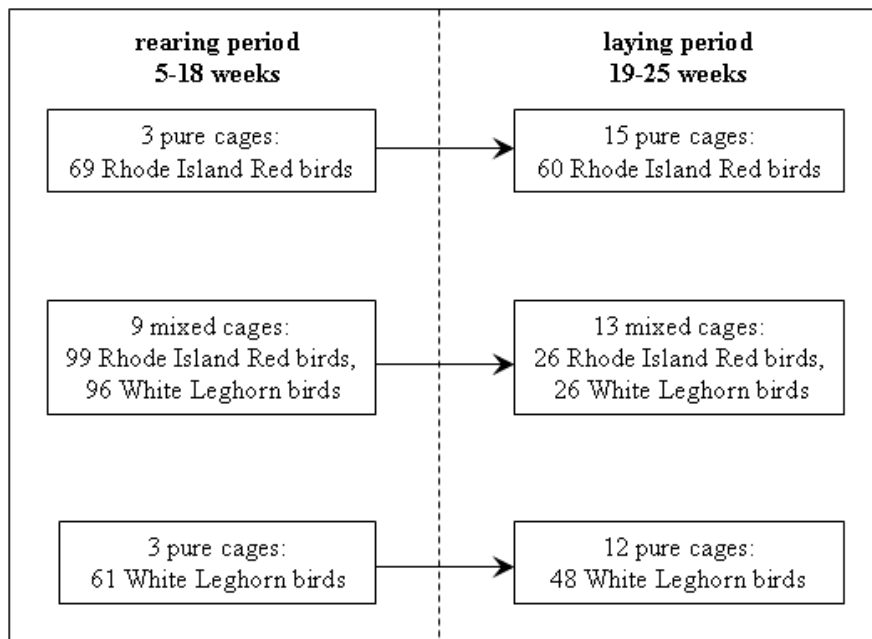 rearing period
5-18 weeks
laying period
19-25 weeks
3 pure cages:
69 Rhode Island Red birds
15 pure cages:
60 Rhode Island Red birds
9 mixed cages:
99 Rhode Island Red birds,
96 White Leghorn birds
13 mixed cages:
26 Rhode Island Red birds,
26 White Leghorn birds
3 pure cages:
61 White Leghorn birds
12 pure cages:
48 White Leghorn birds